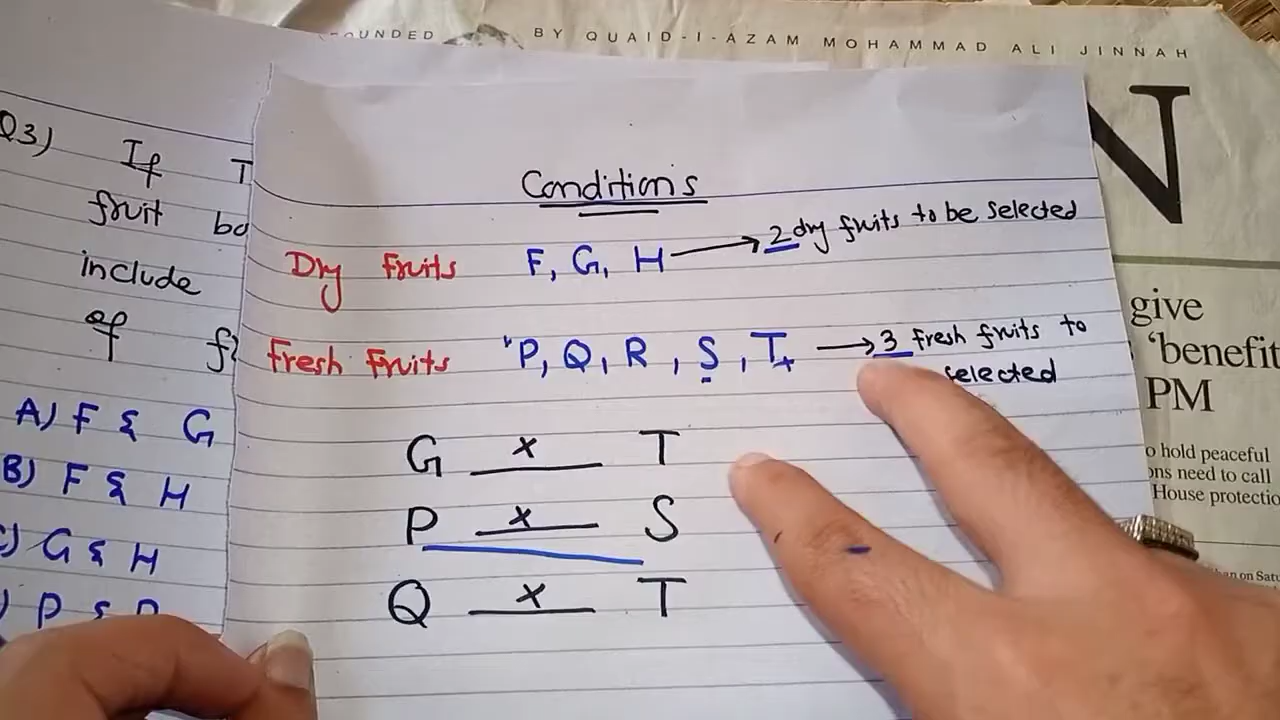 BY QUAID-I-AZAM MOHAMMAD ALI JINNAH
N
give
'benefit
PM
to hold peaceful
ons need to call
House protectio
Q3) If T
fruit
include
of
A) F & G
B) F & H
C) G & H
Conditions
Dry Fruits F, G, H → 2 dry fruits to be selected
Fresh Fruits P, Q, R, S, T → 3 fresh fruits to
selected
G x T
P x S
Q x T